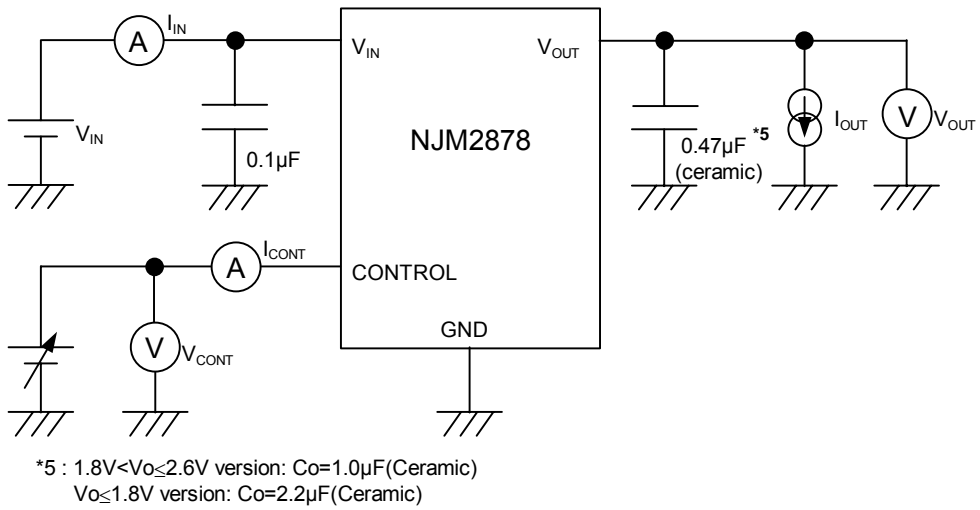 A
I_IN
V_IN
0.1µF
V_IN
V_OUT
NJM2878
0.47µF *5
(ceramic)
I_OUT
V
V_OUT
A
I_CONT
CONTROL
V
V_CONT
GND
*5 : 1.8V<Vo≤2.6V version: Co=1.0µF(Ceramic)
Vo≤1.8V version: Co=2.2µF(Ceramic)